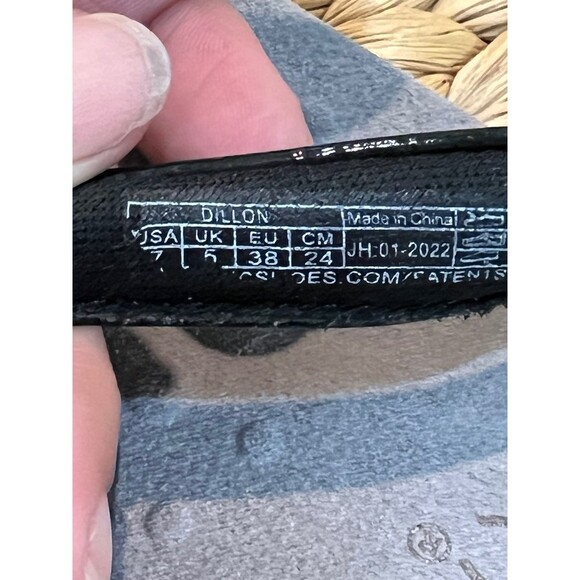 DILLON Made in China
USA UK EU CM JH:01-2022
7 5 38 24